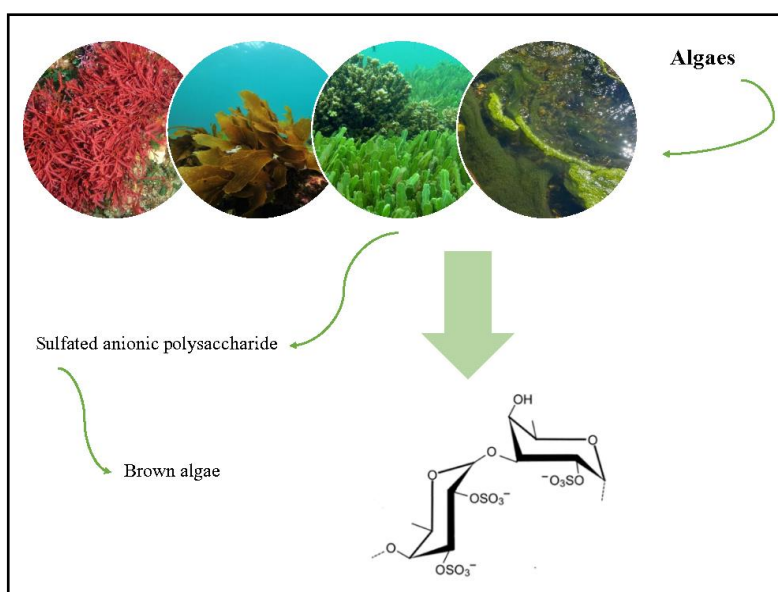 Algaes
Sulfated anionic polysaccharide
Brown algae
OH
O
O
⁻O₃SO
O
OSO₃⁻
O
OSO₃⁻